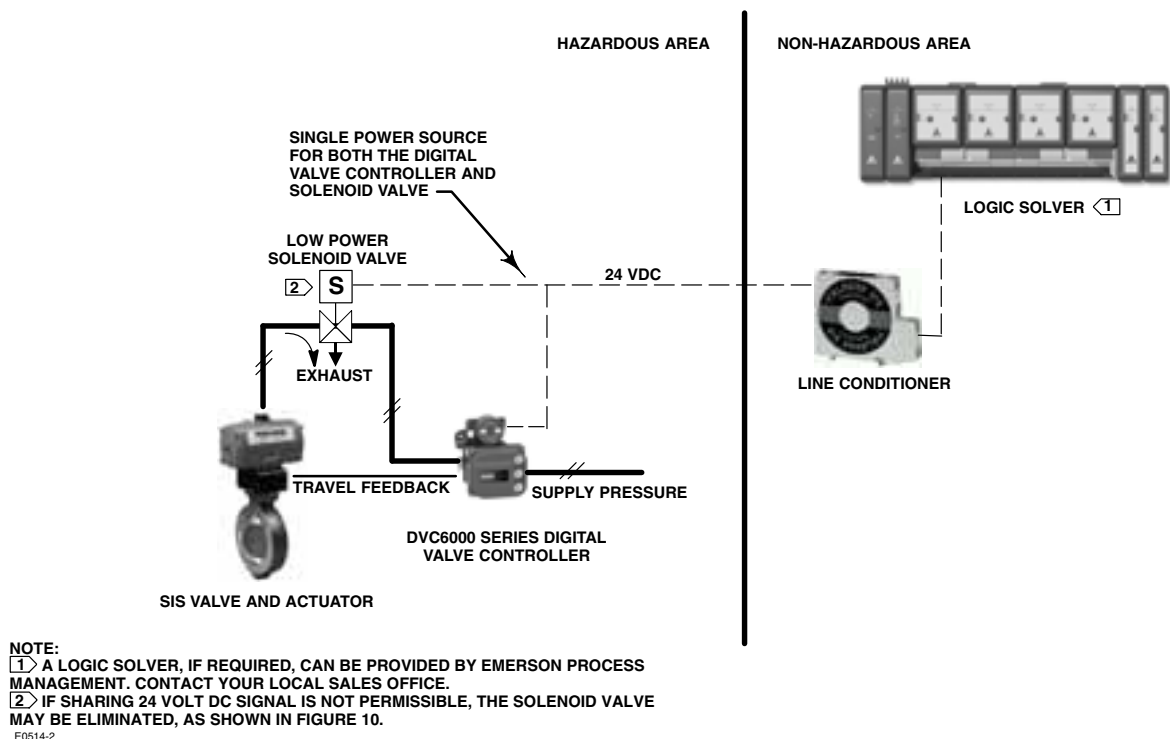 HAZARDOUS AREA
NON-HAZARDOUS AREA
SINGLE POWER SOURCE
FOR BOTH THE DIGITAL
VALVE CONTROLLER AND
SOLENOID VALVE
LOGIC SOLVER 1
LOW POWER
SOLENOID VALVE
2 S
24 VDC
EXHAUST
LINE CONDITIONER
TRAVEL FEEDBACK
SUPPLY PRESSURE
DVC6000 SERIES DIGITAL
VALVE CONTROLLER
SIS VALVE AND ACTUATOR
NOTE:
1 A LOGIC SOLVER, IF REQUIRED, CAN BE PROVIDED BY EMERSON PROCESS
MANAGEMENT. CONTACT YOUR LOCAL SALES OFFICE.
2 IF SHARING 24 VOLT DC SIGNAL IS NOT PERMISSIBLE, THE SOLENOID VALVE
MAY BE ELIMINATED, AS SHOWN IN FIGURE 10.
E0514-2